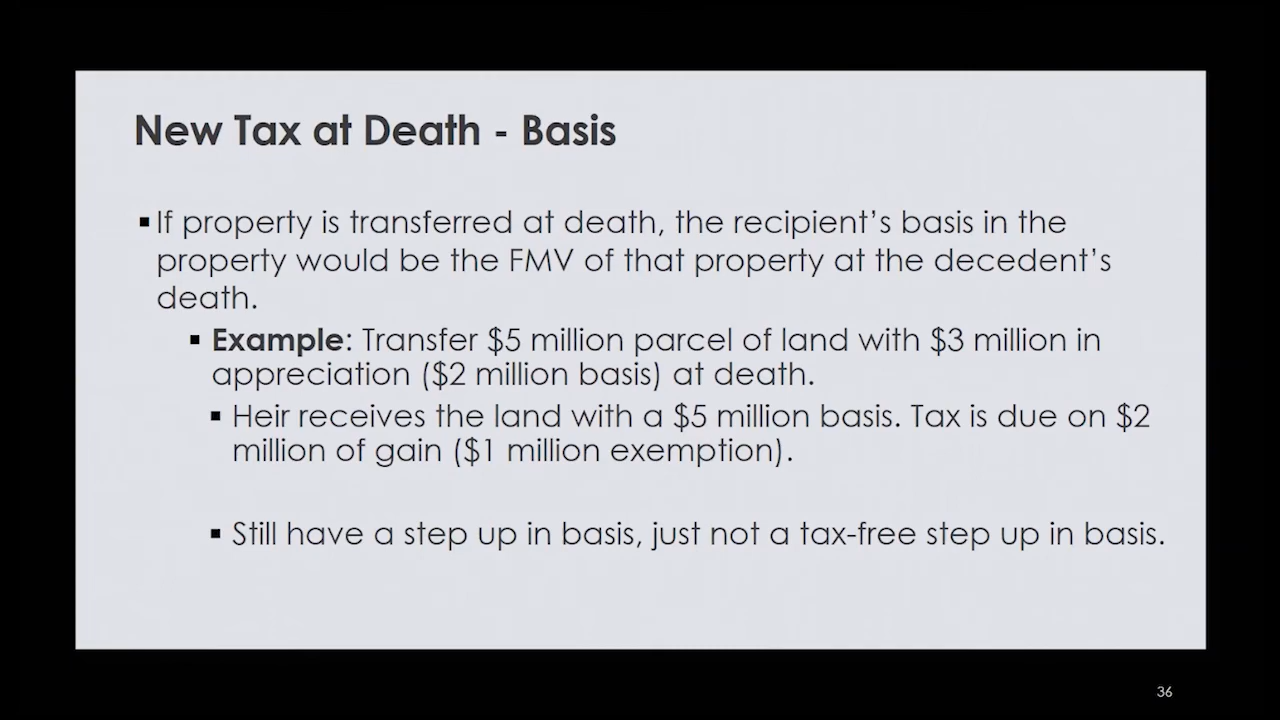 New Tax at Death - Basis
▪ If property is transferred at death, the recipient’s basis in the
property would be the FMV of that property at the decedent’s
death.
▪ Example: Transfer $5 million parcel of land with $3 million in
appreciation ($2 million basis) at death.
▪ Heir receives the land with a $5 million basis. Tax is due on $2
million of gain ($1 million exemption).
▪ Still have a step up in basis, just not a tax-free step up in basis.
36